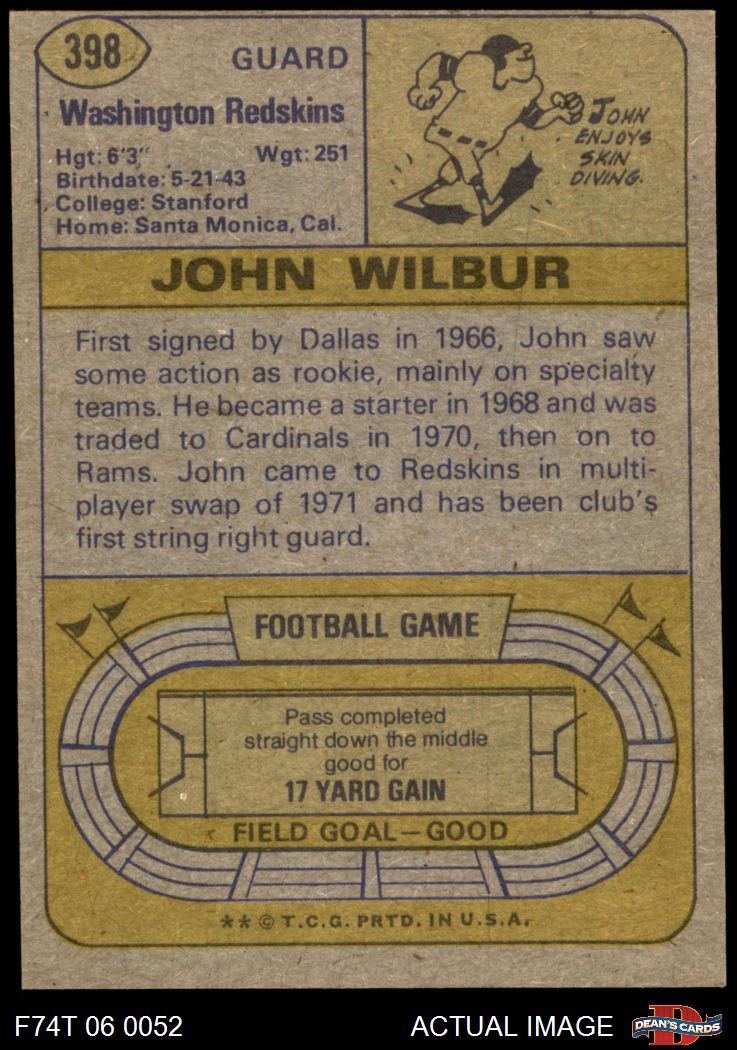 398
GUARD
Washington Redskins
Hgt: 6'3" Wgt: 251
Birthdate: 5-21-43
College: Stanford
Home: Santa Monica, Cal.
JOHN
ENJOYS
SKIN
DIVING.
JOHN WILBUR
First signed by Dallas in 1966, John saw
some action as rookie, mainly on specialty
teams. He became a starter in 1968 and was
traded to Cardinals in 1970, then on to
Rams. John came to Redskins in multi-
player swap of 1971 and has been club's
first string right guard.
FOOTBALL GAME
Pass completed
straight down the middle
good for
17 YARD GAIN
FIELD GOAL—GOOD
** © T.C.G. PRTD. IN U.S.A.
F74T 06 0052
ACTUAL IMAGE
D
DEAN'S CARDS